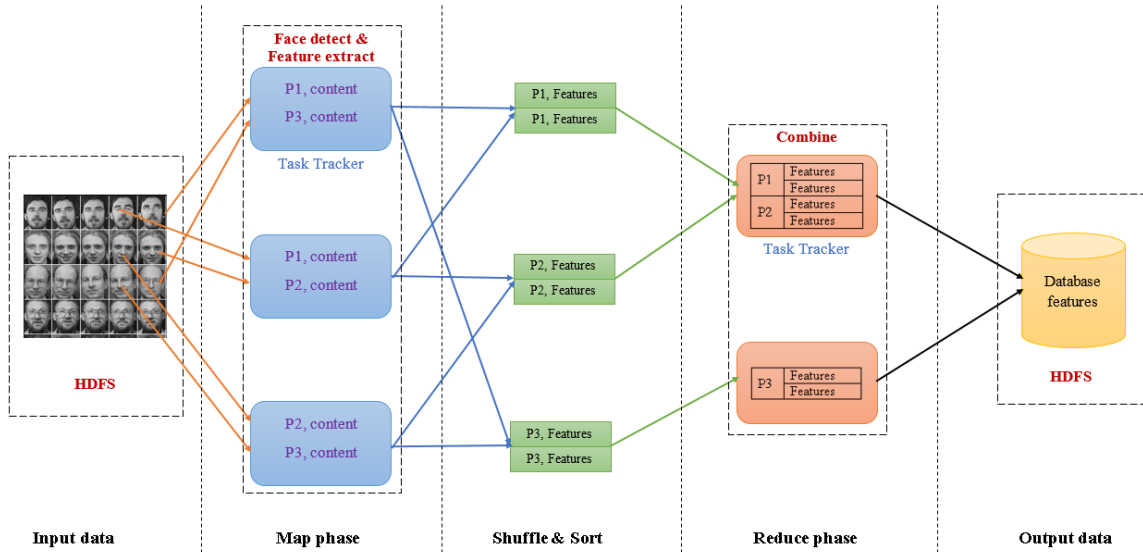 HDFS
Input data
Face detect &
Feature extract
P1, content
P3, content
Task Tracker
P1, content
P2, content
P2, content
P3, content
Map phase
P1, Features
P1, Features
P2, Features
P2, Features
P3, Features
P3, Features
Shuffle & Sort
Combine
P1
Features
Features
P2
Features
Features
Task Tracker
P3
Features
Features
Reduce phase
Database
features
HDFS
Output data